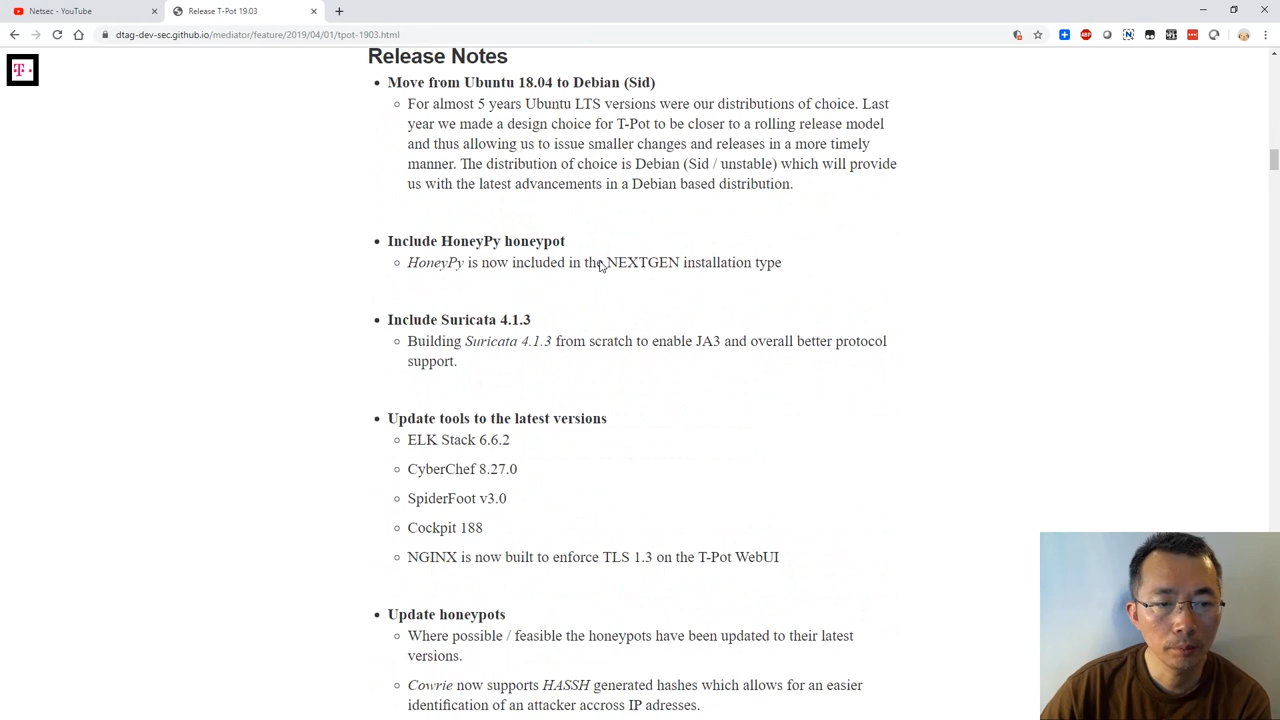 Netsec - YouTube
Release T-Pot 19.03
dtag-dev-sec.github.io/mediator/feature/2019/04/01/tpot-1903.html
T
Release Notes
Move from Ubuntu 18.04 to Debian (Sid)
For almost 5 years Ubuntu LTS versions were our distributions of choice. Last
year we made a design choice for T-Pot to be closer to a rolling release model
and thus allowing us to issue smaller changes and releases in a more timely
manner. The distribution of choice is Debian (Sid / unstable) which will provide
us with the latest advancements in a Debian based distribution.
Include HoneyPy honeypot
HoneyPy is now included in the NEXTGEN installation type
Include Suricata 4.1.3
Building Suricata 4.1.3 from scratch to enable JA3 and overall better protocol
support.
Update tools to the latest versions
ELK Stack 6.6.2
CyberChef 8.27.0
SpiderFoot v3.0
Cockpit 188
NGINX is now built to enforce TLS 1.3 on the T-Pot WebUI
Update honeypots
Where possible / feasible the honeypots have been updated to their latest
versions.
Cowrie now supports HASSH generated hashes which allows for an easier
identification of an attacker accross IP adresses.